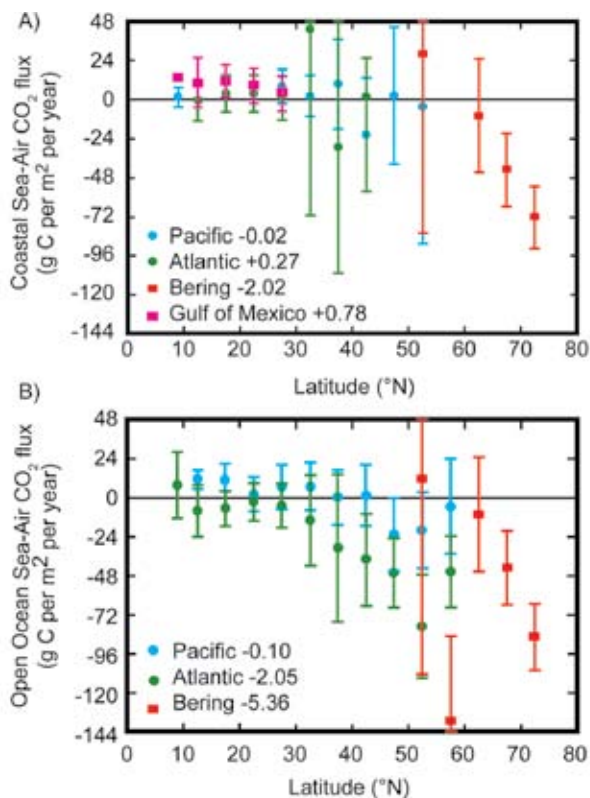 A)
Coastal Sea-Air CO₂ flux
(g C per m² per year)
48
24
0
-24
-48
-72
-96
-120
-144
Pacific -0.02
Atlantic +0.27
Bering -2.02
Gulf of Mexico +0.78
0 10 20 30 40 50 60 70 80
Latitude (°N)
B)
Open Ocean Sea-Air CO₂ flux
(g C per m² per year)
48
24
0
-24
-48
-72
-96
-120
-144
Pacific -0.10
Atlantic -2.05
Bering -5.36
0 10 20 30 40 50 60 70 80
Latitude (°N)